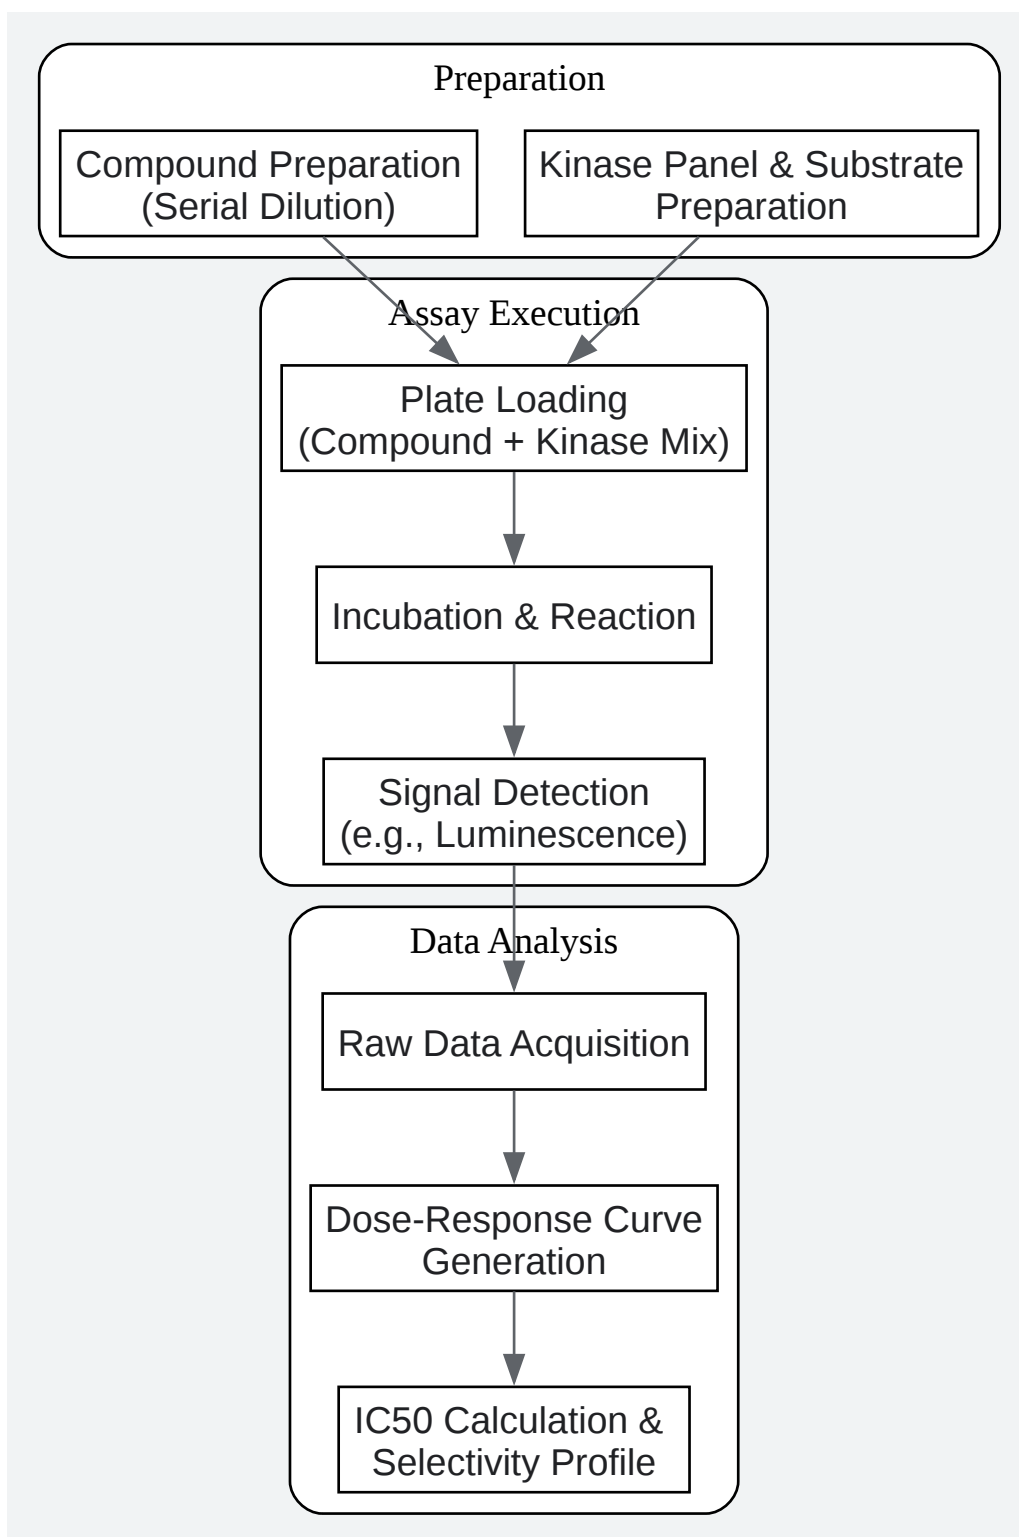 Preparation
Compound Preparation
(Serial Dilution)
Kinase Panel & Substrate
Preparation
Assay Execution
Plate Loading
(Compound + Kinase Mix)
Incubation & Reaction
Signal Detection
(e.g., Luminescence)
Data Analysis
Raw Data Acquisition
Dose-Response Curve
Generation
IC50 Calculation &
Selectivity Profile